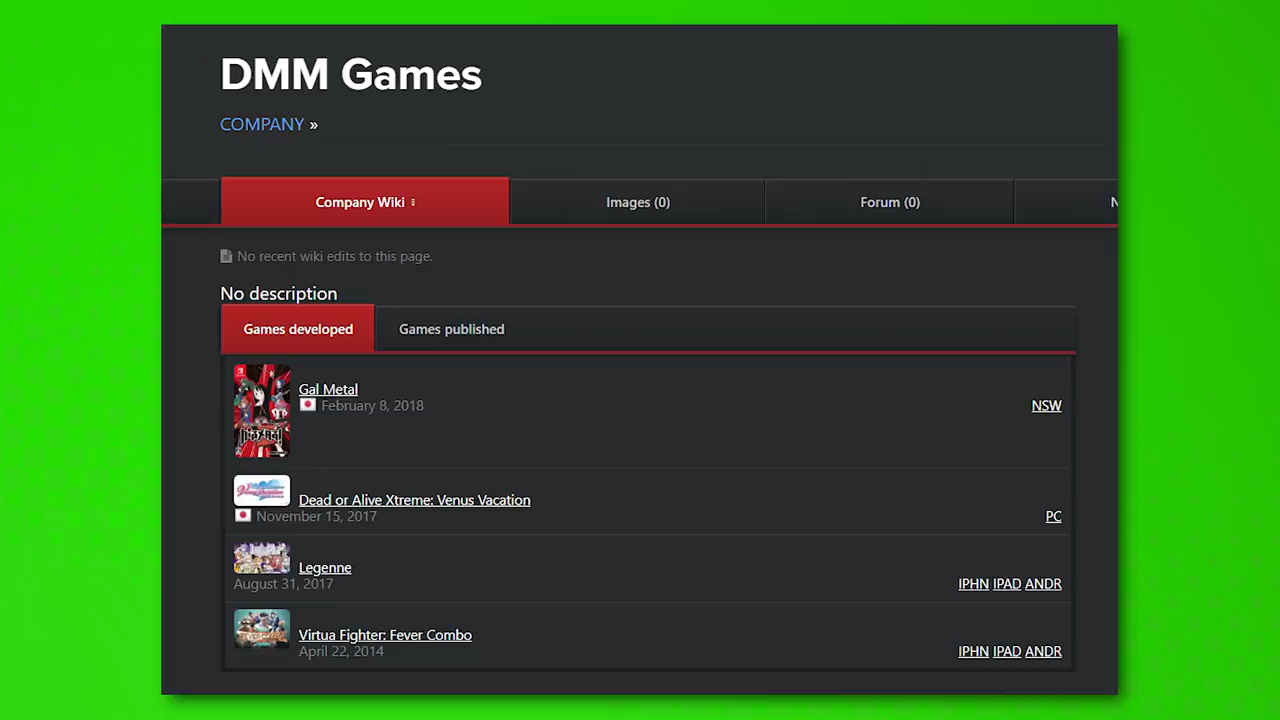 DMM Games
COMPANY »
Company Wiki
Images (0)
Forum (0)
N
No recent wiki edits to this page.
No description
Games developed
Games published
Gal Metal
February 8, 2018
NSW
Dead or Alive Xtreme: Venus Vacation
November 15, 2017
PC
Legenne
August 31, 2017
IPHN IPAD ANDR
Virtua Fighter: Fever Combo
April 22, 2014
IPHN IPAD ANDR